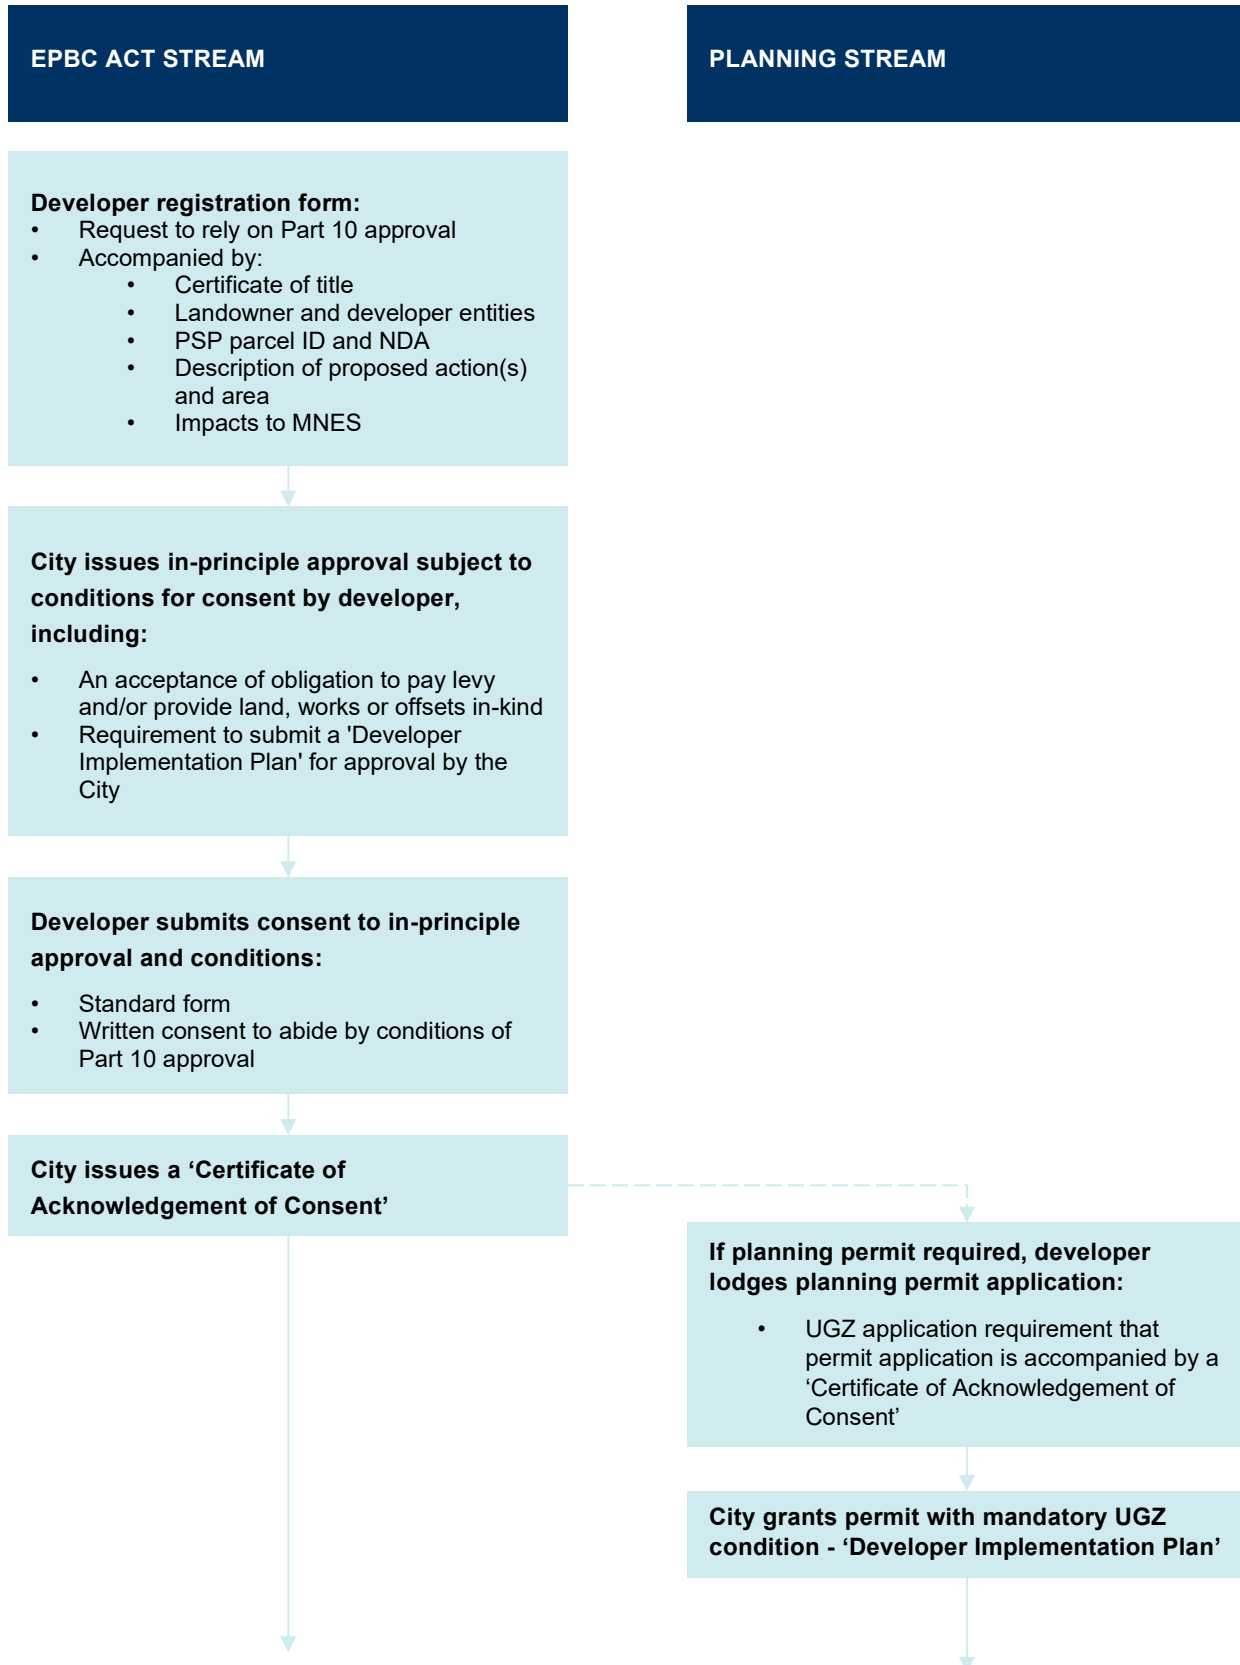 EPBC ACT STREAM
PLANNING STREAM
Developer registration form:
• Request to rely on Part 10 approval
• Accompanied by:
• Certificate of title
• Landowner and developer entities
• PSP parcel ID and NDA
• Description of proposed action(s)
and area
• Impacts to MNES
City issues in-principle approval subject to
conditions for consent by developer,
including:
• An acceptance of obligation to pay levy
and/or provide land, works or offsets in-kind
• Requirement to submit a 'Developer
Implementation Plan' for approval by the
City
Developer submits consent to in-principle
approval and conditions:
• Standard form
• Written consent to abide by conditions of
Part 10 approval
City issues a ‘Certificate of
Acknowledgement of Consent’
If planning permit required, developer
lodges planning permit application:
• UGZ application requirement that
permit application is accompanied by a
‘Certificate of Acknowledgement of
Consent’
City grants permit with mandatory UGZ
condition - ‘Developer Implementation Plan’